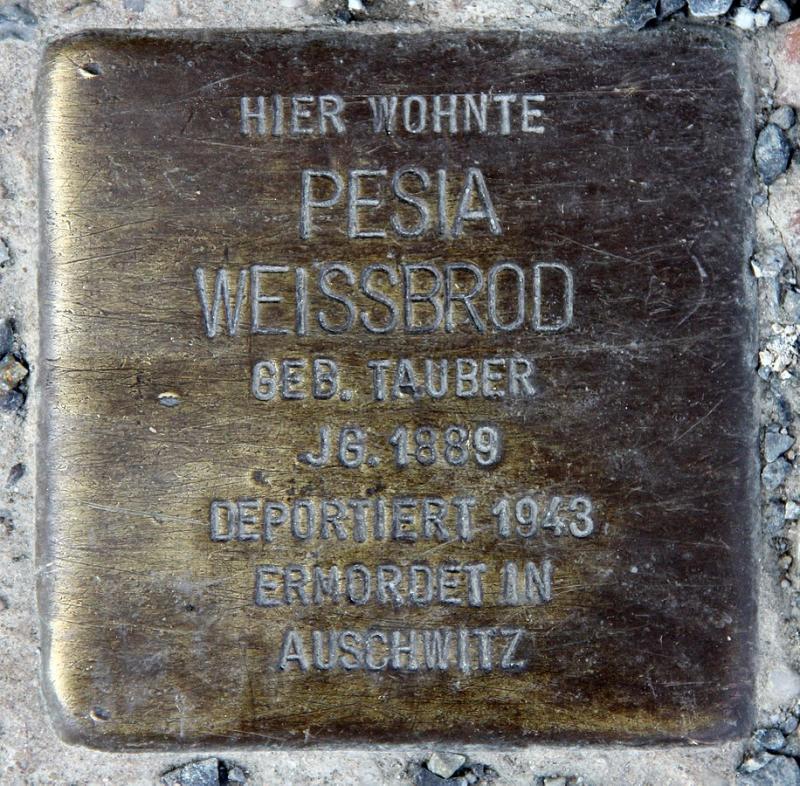 HIER WOHNTE
PESIA
WEISSBROD
GEB. TAUBER
JG. 1889
DEPORTIERT 1943
ERMORDET IN
AUSCHWITZ